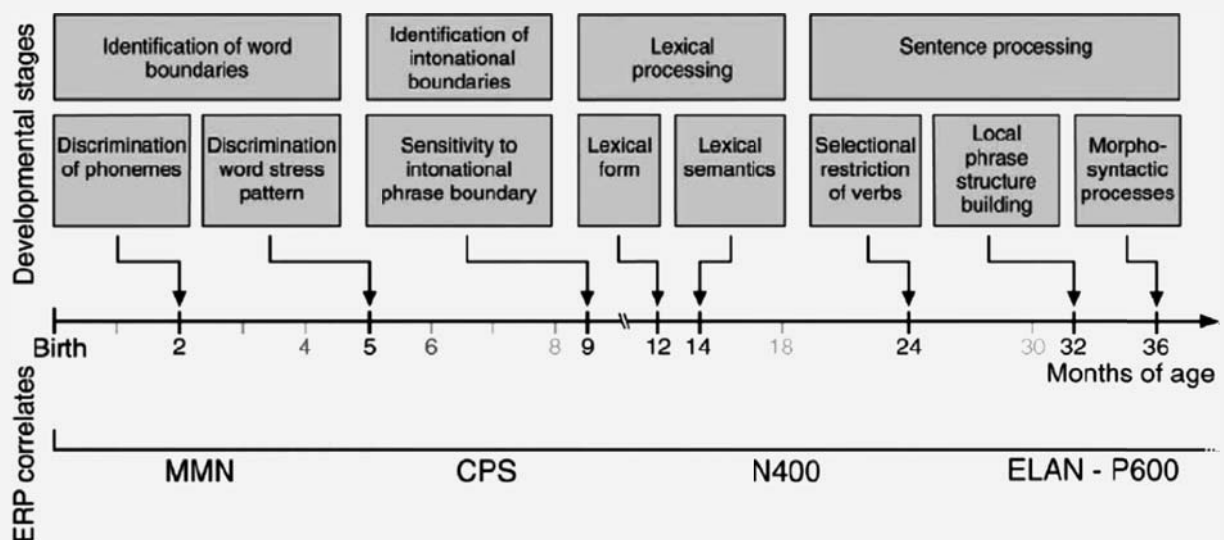 Developmental stages
Identification of word
boundaries
Identification of
intonational
boundaries
Lexical
processing
Sentence processing
Discrimination
of phonemes
Discrimination
word stress
pattern
Sensitivity to
intonational
phrase boundary
Lexical
form
Lexical
semantics
Selectional
restriction
of verbs
Local
phrase
structure
building
Morpho-
syntactic
processes
Birth 2 4 5 6 8 9 12 14 18 24 30 32 36
Months of age
ERP correlates
MMN CPS N400 ELAN - P600